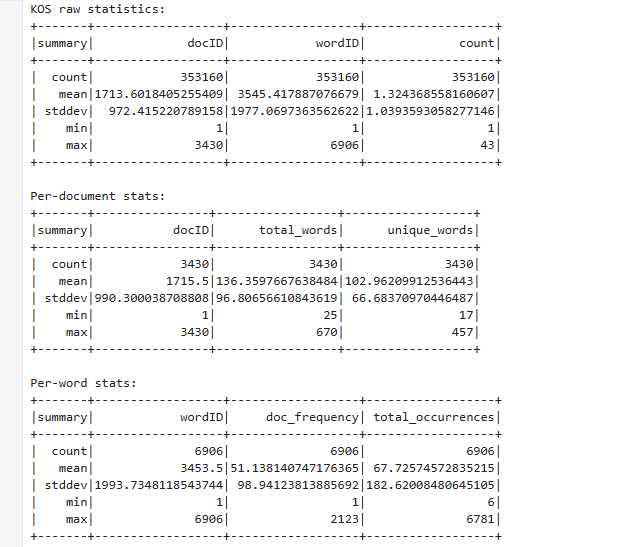 KOS raw statistics:
+-------+------------------+------------------+------------------+
|summary|             docID|            wordID|             count|
+-------+------------------+------------------+------------------+
|  count|            353160|            353160|            353160|
|   mean|1713.6018405255409| 3545.417887076679| 1.324368558160607|
| stddev|  972.415220789158|1977.0697363562622|1.0393593058277146|
|    min|                 1|                 1|                 1|
|    max|              3430|              6906|                43|
+-------+------------------+------------------+------------------+
Per-document stats:
+-------+----------------+-----------------+------------------+
|summary|           docID|      total_words|      unique_words|
+-------+----------------+-----------------+------------------+
|  count|            3430|             3430|              3430|
|   mean|          1715.5|136.3597667638484|102.96209912536443|
| stddev|990.300038708808|96.80656610843619| 66.68370970446487|
|    min|               1|               25|                17|
|    max|            3430|              670|               457|
+-------+----------------+-----------------+------------------+
Per-word stats:
+-------+------------------+------------------+------------------+
|summary|            wordID|     doc_frequency| total_occurrences|
+-------+------------------+------------------+------------------+
|  count|              6906|              6906|              6906|
|   mean|            3453.5|51.138140747176365| 67.72574572835215|
| stddev|1993.7348118543744| 98.94123813885692|182.62008480645105|
|    min|                 1|                 1|                 6|
|    max|              6906|              2123|              6781|
+-------+------------------+------------------+------------------+